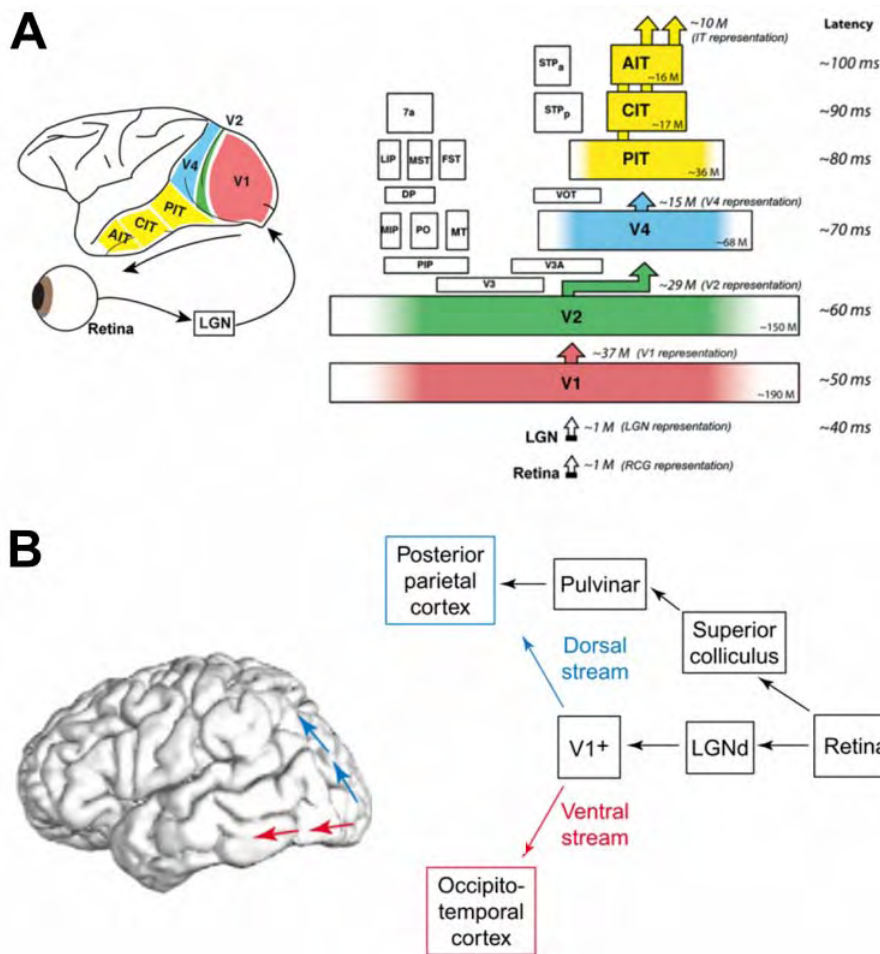 A
V2
V4
V1
PIT
CIT
AIT
Retina
LGN
Latency
~10 M
(IT representation)
STPa
AIT
~16 M
~100 ms
7a
STPp
CIT
~17 M
~90 ms
LIP
MST
FST
PIT
~36 M
~80 ms
DP
VOT
~15 M (V4 representation)
MIP
PO
MT
V4
~68 M
~70 ms
PIP
V3A
V3
~29 M (V2 representation)
V2
~150 M
~60 ms
~37 M (V1 representation)
V1
~190 M
~50 ms
LGN
~1 M (LGN representation)
~40 ms
Retina
~1 M (RCG representation)
B
Posterior
parietal
cortex
Pulvinar
Superior
colliculus
Dorsal
stream
V1+
LGNd
Retina
Ventral
stream
Occipito-
temporal
cortex